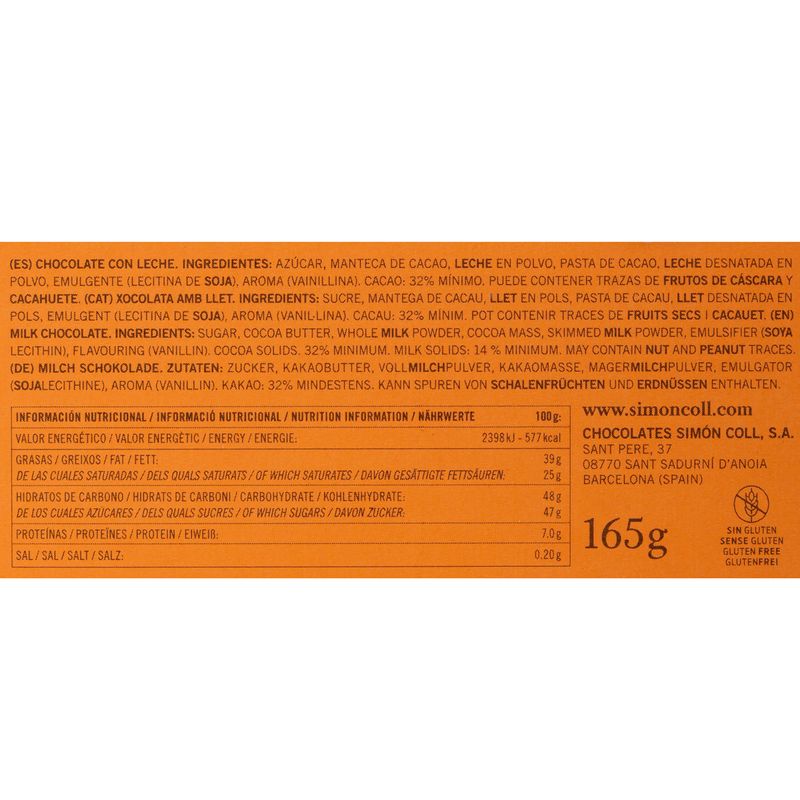 (ES) CHOCOLATE CON LECHE. INGREDIENTES: AZÚCAR, MANTECA DE CACAO, LECHE EN POLVO, PASTA DE CACAO, LECHE DESNATADA EN
POLVO, EMULGENTE (LECITINA DE SOJA), AROMA (VAINILLINA). CACAO: 32% MÍNIMO. PUEDE CONTENER TRAZAS DE FRUTOS DE CÁSCARA Y
CACAHUETE. (CAT) XOCOLATA AMB LLET. INGREDIENTS: SUCRE, MANTEGA DE CACAU, LLET EN POLS, PASTA DE CACAU, LLET DESNATADA EN
POLS, EMULGENT (LECITINA DE SOJA), AROMA (VANIL·LINA). CACAU: 32% MÍNIM. POT CONTENIR TRACES DE FRUITS SECS I CACAUET. (EN)
MILK CHOCOLATE. INGREDIENTS: SUGAR, COCOA BUTTER, WHOLE MILK POWDER, COCOA MASS, SKIMMED MILK POWDER, EMULSIFIER (SOYA
LECITHIN), FLAVOURING (VANILLIN). COCOA SOLIDS. 32% MINIMUM. MILK SOLIDS: 14 % MINIMUM. MAY CONTAIN NUT AND PEANUT TRACES.
(DE) MILCH SCHOKOLADE. ZUTATEN: ZUCKER, KAKAOBUTTER, VOLLMILCHPULVER, KAKAOMASSE, MAGERMILCHPULVER, EMULGATOR
(SOJALECITHINE), AROMA (VANILLIN). KAKAO: 32% MINDESTENS. KANN SPUREN VON SCHALENFRÜCHTEN UND ERDNÜSSEN ENTHALTEN.
INFORMACIÓN NUTRICIONAL / INFORMACIÓ NUTRICIONAL / NUTRITION INFORMATION / NÄHRWERTE 100 g:
VALOR ENERGÉTICO / VALOR ENERGÈTIC / ENERGY / ENERGIE: 2398 kJ - 577 kcal
GRASAS / GREIXOS / FAT / FETT: 39 g
DE LAS CUALES SATURADAS / DELS QUALS SATURATS / OF WHICH SATURATES / DAVON GESÄTTIGTE FETTSÄUREN: 25 g
HIDRATOS DE CARBONO / HIDRATS DE CARBONI / CARBOHYDRATE / KOHLENHYDRATE: 48 g
DE LOS CUALES AZÚCARES / DELS QUALS SUCRES / OF WHICH SUGARS / DAVON ZUCKER: 47 g
PROTEÍNAS / PROTEÏNES / PROTEIN / EIWEIß: 7.0 g
SAL / SAL / SALT / SALZ: 0.20 g
www.simoncoll.com
CHOCOLATES SIMÓN COLL, S.A.
SANT PERE, 37
08770 SANT SADURNÍ D'ANOIA
BARCELONA (SPAIN)
165g
SIN GLUTEN
SENSE GLUTEN
GLUTEN FREE
GLUTENFREI